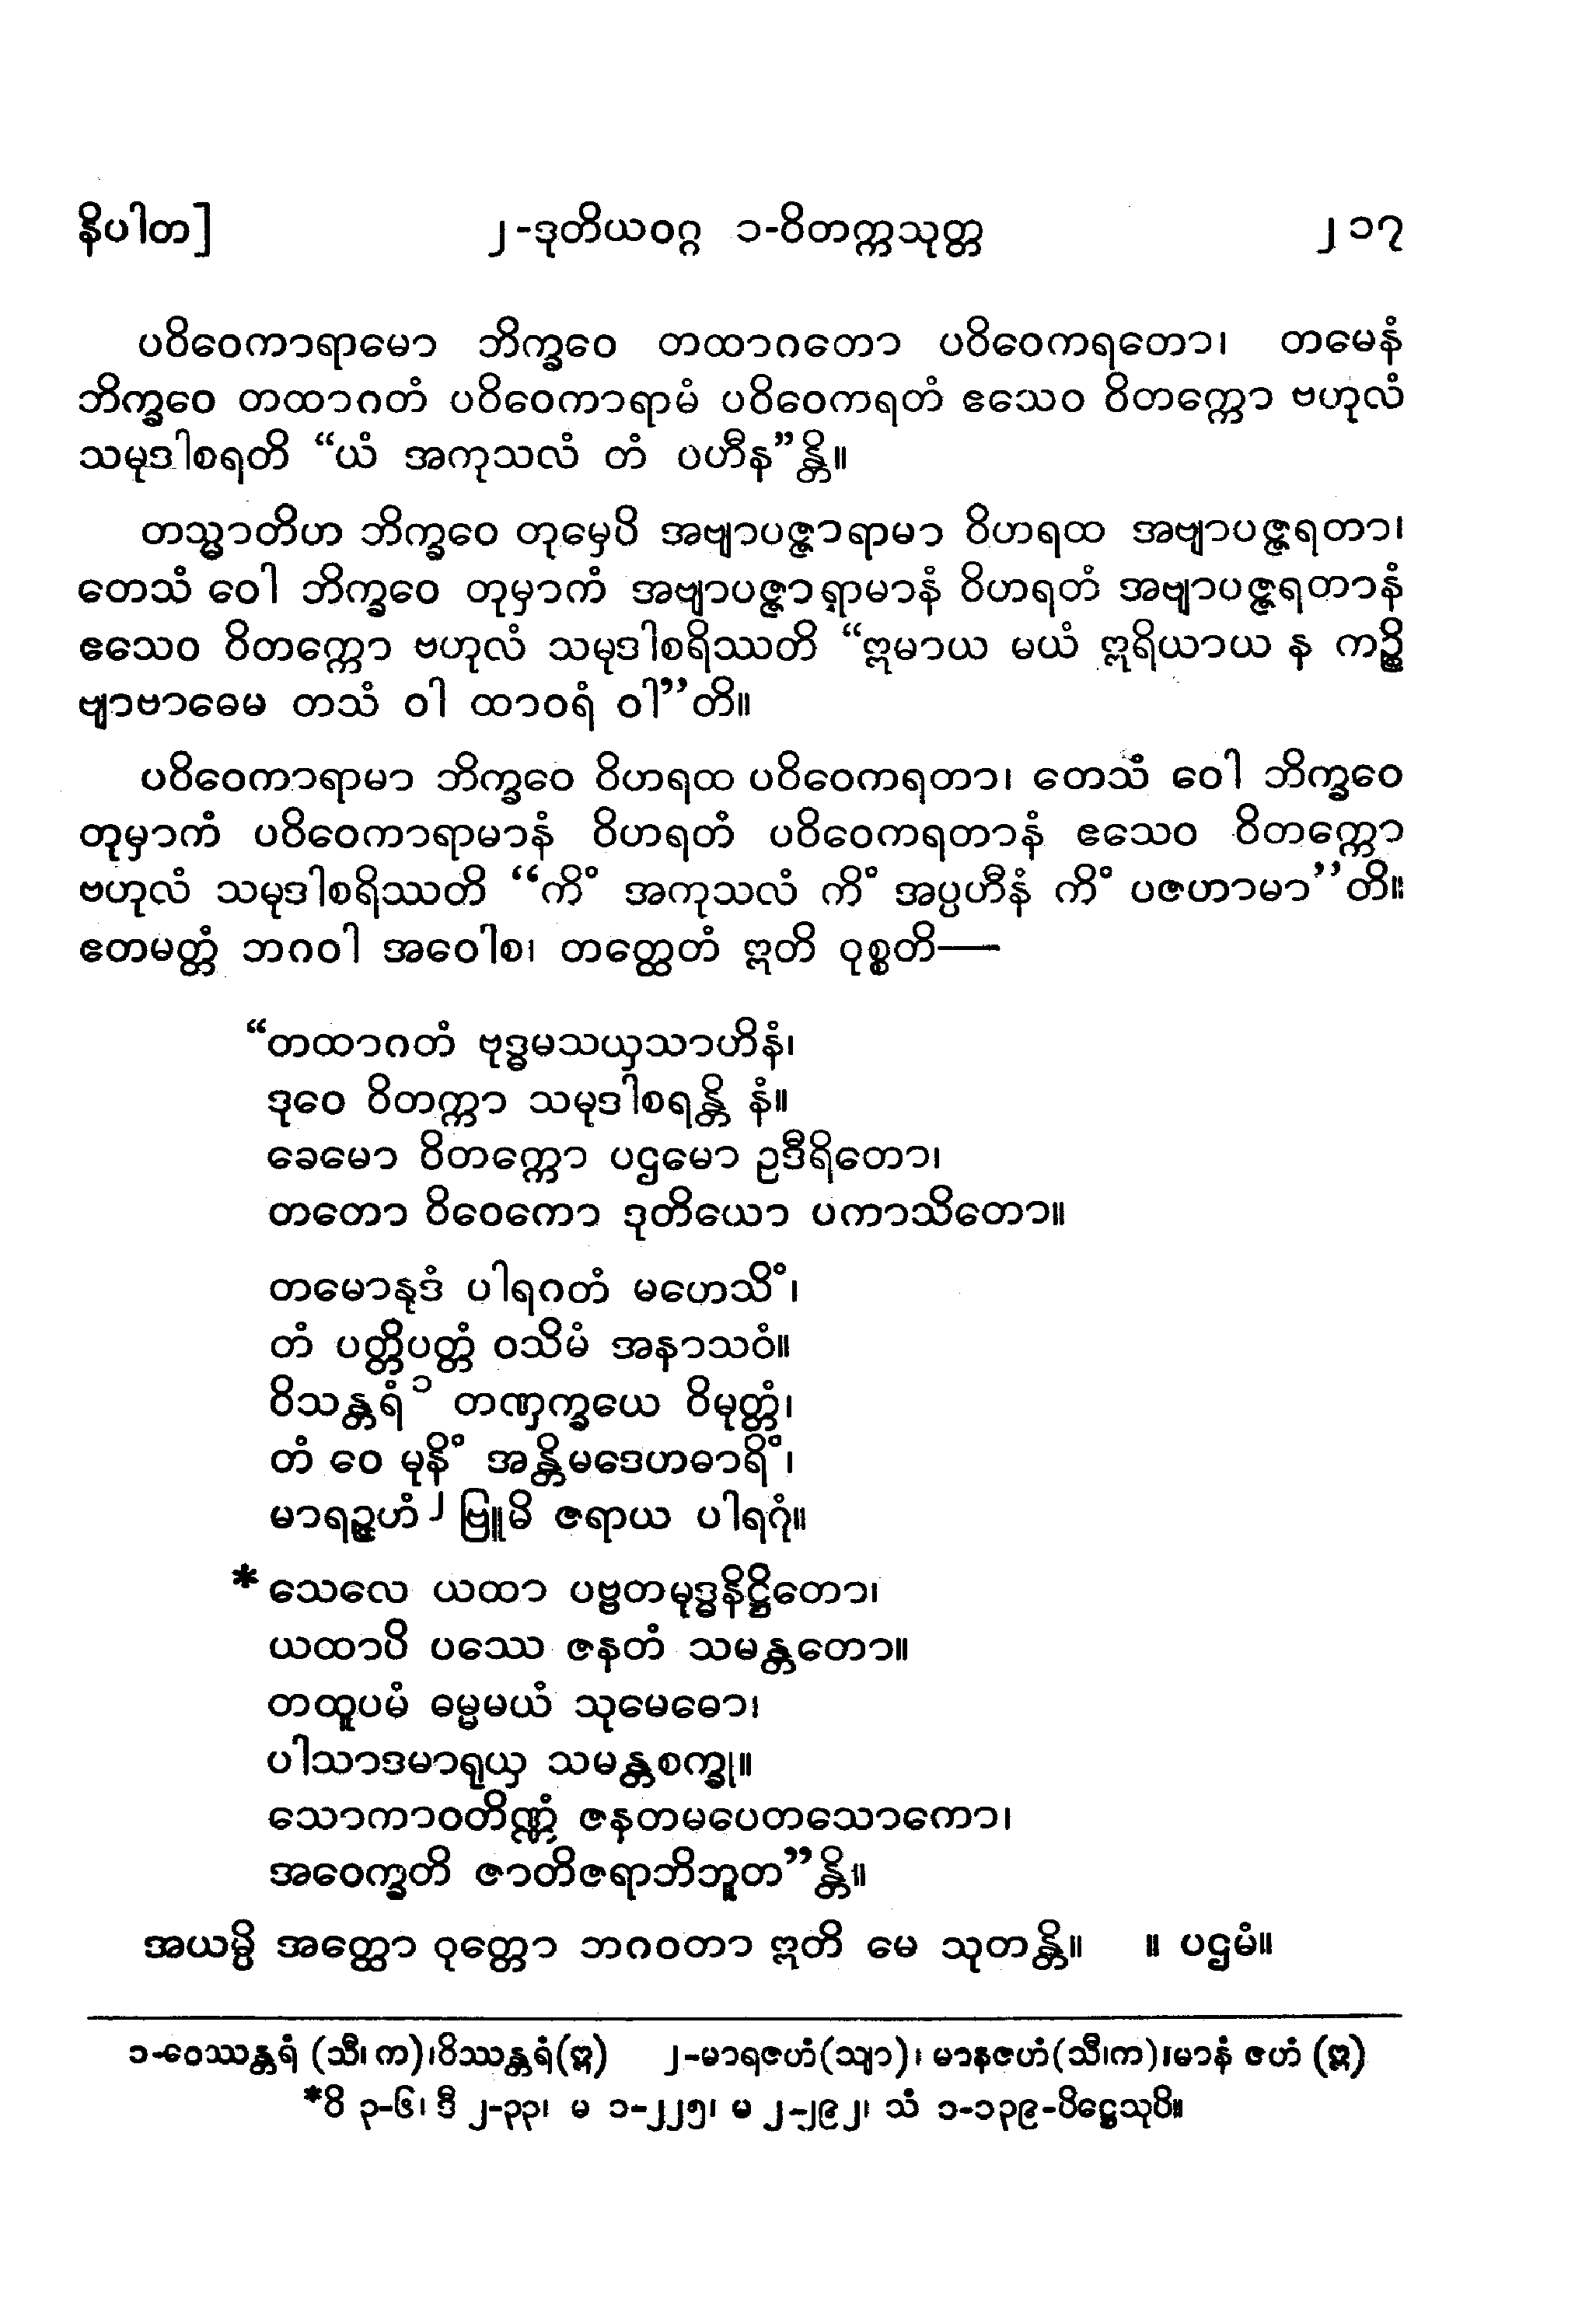 နိပါတ]	၂-ဒုတိယဝဂ္ဂ ၁-ဝိတက္ကသုတ္တ	၂၁၇
ပဝိဝေကာရာမော ဘိက္ခဝေ တထာဂတော ပဝိဝေကရတော၊ တမေနံ
ဘိက္ခဝေ တထာဂတံ ပဝိဝေကာရာမံ ပဝိဝေကရတံ ဧသေဝ ဝိတက္ကော ဗဟုလံ
သမုဒါစရတိ “ယံ အကုသလံ တံ ပဟီန”န္တိ။
တသ္မာတိဟ ဘိက္ခဝေ တုမှေပိ အဗျာပဇ္ဇာရာမာ ဝိဟရထ အဗျာပဇ္ဇရတာ၊
တေသံ ဝေါ ဘိက္ခဝေ တုမှာကံ အဗျာပဇ္ဇာရာမာနံ ဝိဟရတံ အဗျာပဇ္ဇရတာနံ
ဧသေဝ ဝိတက္ကော ဗဟုလံ သမုဒါစရိဿတိ “ဣမာယ မယံ ဣရိယာယ န ကဉ္စိ
ဗျာဗာဓေမ တသံ ဝါ ထာဝရံ ဝါ”တိ။
ပဝိဝေကာရာမာ ဘိက္ခဝေ ဝိဟရထ ပဝိဝေကရတာ၊ တေသံ ဝေါ ဘိက္ခဝေ
တုမှာကံ ပဝိဝေကာရာမာနံ ဝိဟရတံ ပဝိဝေကရတာနံ ဧသေဝ ဝိတက္ကော
ဗဟုလံ သမုဒါစရိဿတိ “ကိံ အကုသလံ ကိံ အပ္ပဟီနံ ကိံ ပဇဟာမာ”တိ။
ဧတမတ္ထံ ဘဂဝါ အဝေါစ၊ တတ္ထေတံ ဣတိ ဝုစ္စတိ—
“တထာဂတံ ဗုဒ္ဓမသယှသာဟိနံ၊
ဒုဝေ ဝိတက္ကာ သမုဒါစရန္တိ နံ။
ခေမော ဝိတက္ကော ပဌမော ဥဒီရိတော၊
တတော ဝိဝေကော ဒုတိယော ပကာသိတော။
တမောနုဒံ ပါရဂတံ မဟေသိံ၊
တံ ပတ္တိပတ္တံ ဝသိမံ အနာသဝံ။
ဝိသန္တရံ ၁ တဏှက္ခယေ ဝိမုတ္တံ၊
တံ ဝေ မုနိံ အန္တိမဒေဟဓာရိံ၊
မာရဉ္ဇဟံ ၂ ဗြူမိ ဇရာယ ပါရဂုံ။
* သေလေ ယထာ ပဗ္ဗတမုဒ္ဓနိဋ္ဌိတော၊
ယထာပိ ပဿေ ဇနတံ သမန္တတော။
တထူပမံ ဓမ္မမယံ သုမေဓော၊
ပါသာဒမာရုယှ သမန္တစက္ခု။
သောကာဝတိဏ္ဏံ ဇနတမပေတသောကော၊
အဝေက္ခတိ ဇာတိဇရာဘိဘူတ”န္တိ။
အယမ္ပိ အတ္ထော ဝုတ္တော ဘဂဝတာ ဣတိ မေ သုတန္တိ။ ။ ပဌမံ။
၁-ဝေဿန္တရံ (သီ၊ က)၊ဝိဿန္တရံ(ဣ) ၂-မာရဇဟံ(သျာ)၊ မာနဇဟံ(သီ၊က)၊မာနံ ဇဟံ (ဣ)
*ဝိ ၃-၆၊ ဒီ ၂-၃၃၊ မ ၁-၂၂၅၊ မ ၂-၂၉၂၊ သံ ၁-၁၃၉-ပိဋ္ဌေသုပိ။